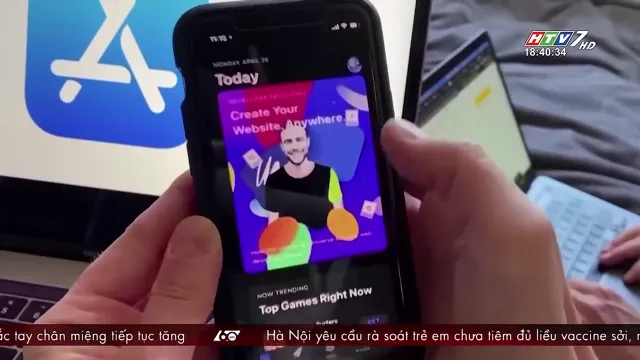 HTV7 HD
18:40:34
MONDAY, APRIL 26
Today
Create Your
Website, Anywhere.
NOW TRENDING
Top Games Right Now
GET
ắc tay chân miệng tiếp tục tăng
60
Hà Nội yêu cầu rà soát trẻ em chưa tiêm đủ liều vaccine sởi, r